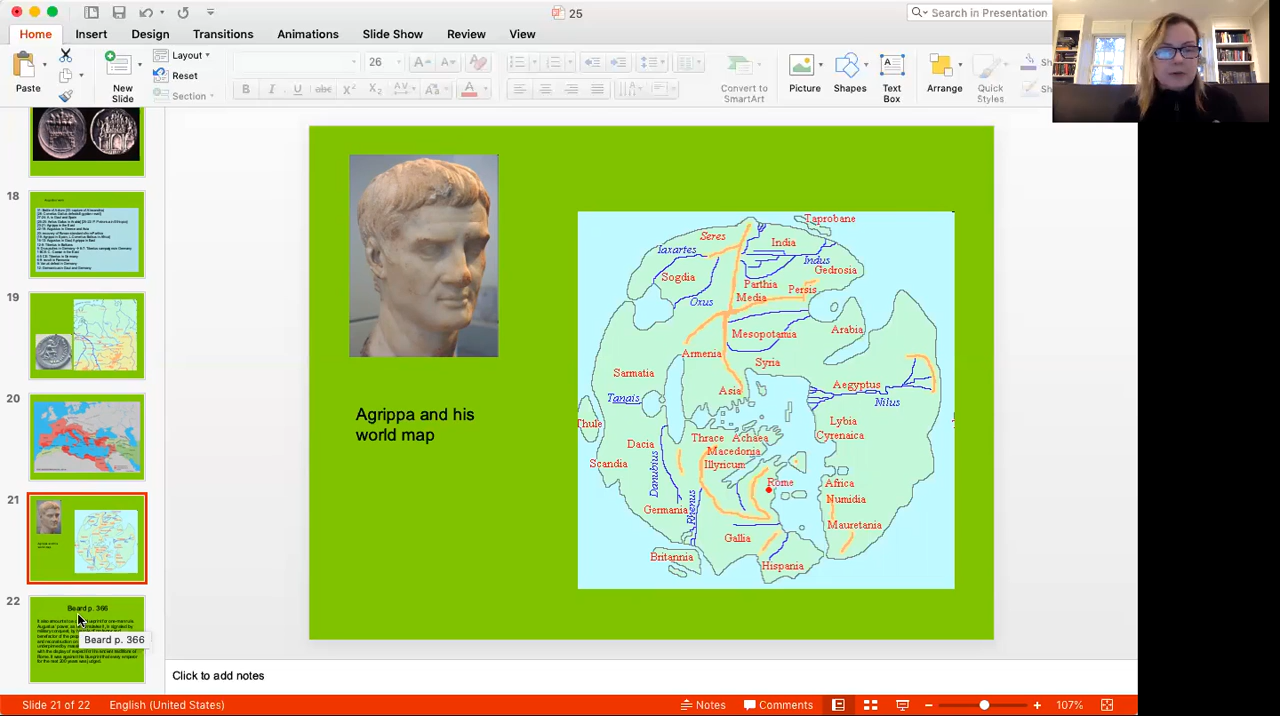 25
Search in Presentation
Home Insert Design Transitions Animations Slide Show Review View
Paste
New Slide
Layout
Reset
Section
26
Convert to SmartArt
Picture
Shapes
Text Box
Arrange
Quick Styles
18
19
20
21
22
Beard p. 366
Beard p. 366
Agrippa and his
world map
Taprobane
Seres
India
Iaxartes
Indus
Gedrosia
Sogdia
Parthia
Persis
Media
Oxus
Mesopotamia
Arabia
Armenia
Syria
Sarmatia
Asia
Aegyptus
Tanais
Nilus
Thule
Lybia
Cyrenaica
Dacia
Thrace Achaea
Macedonia
Scandia
Illyricum
Danubius
Rome
Africa
Numidia
Rhenus
Germania
Mauretania
Gallia
Britannia
Hispania
Click to add notes
Slide 21 of 22 English (United States) Notes Comments 107%